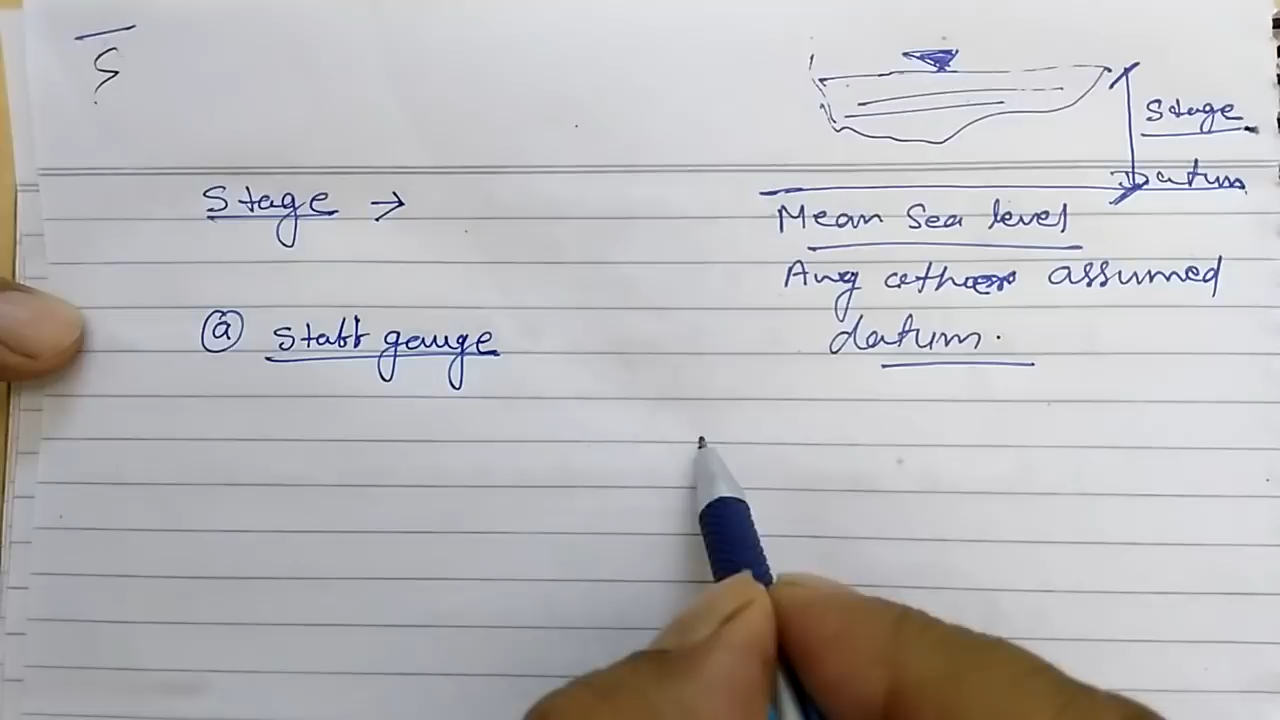 Stage
Datum
Stage →
Mean Sea level
Any other assumed
datum.
ⓐ Staff gauge